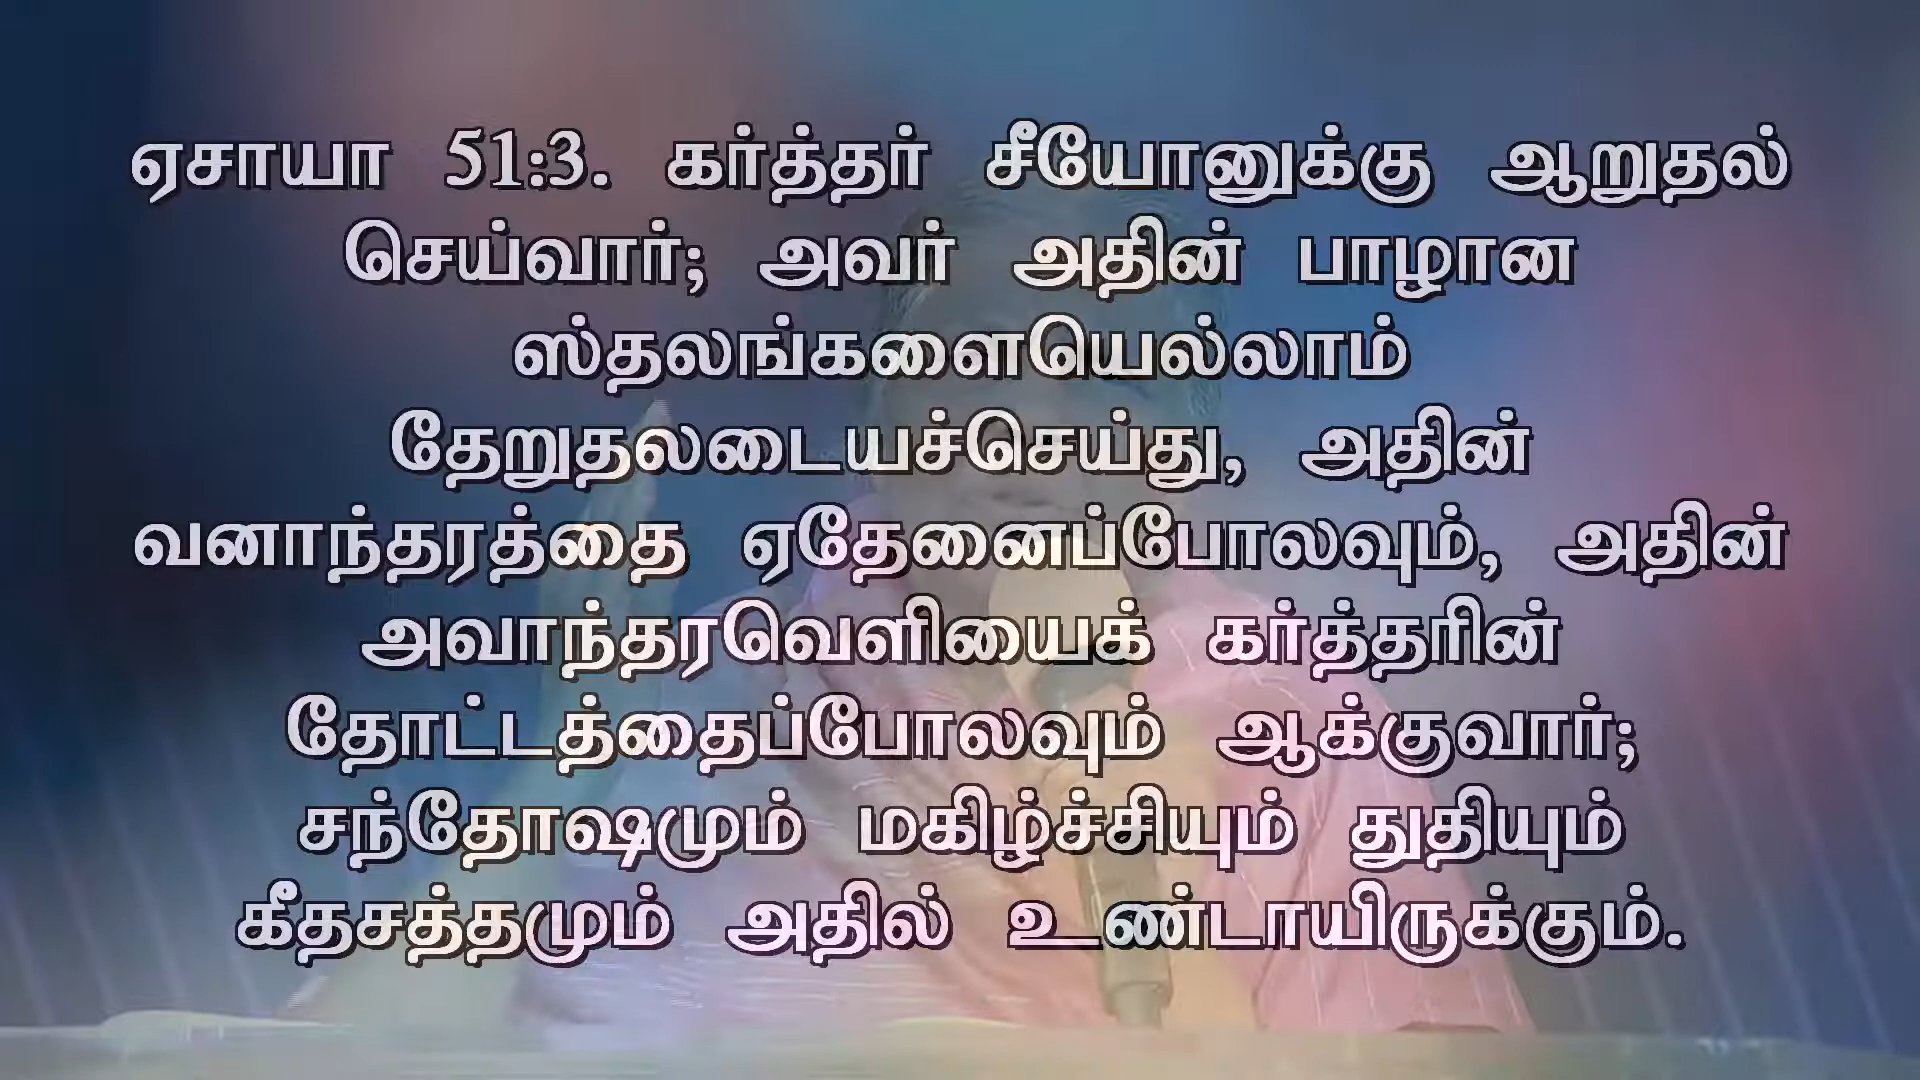 ஏசாயா 51:3. கர்த்தர் சீயோனுக்கு ஆறுதல்
செய்வார்; அவர் அதின் பாழான
ஸ்தலங்களையெல்லாம்
தேறுதலடையச்செய்து, அதின்
வனாந்தரத்தை ஏதேனைப்போலவும், அதின்
அவாந்தரவெளியைக் கர்த்தரின்
தோட்டத்தைப்போலவும் ஆக்குவார்;
சந்தோஷமும் மகிழ்ச்சியும் துதியும்
கீதசத்தமும் அதில் உண்டாயிருக்கும்.